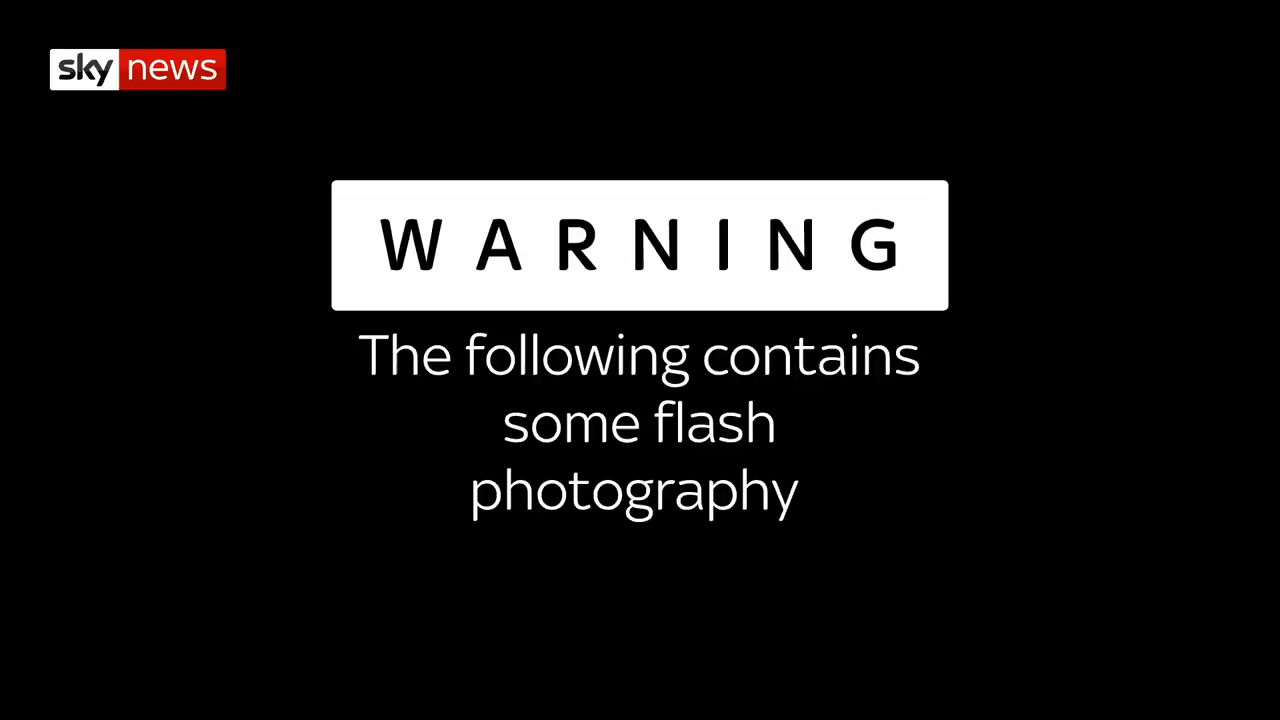 sky news
WARNING
The following contains
some flash
photography